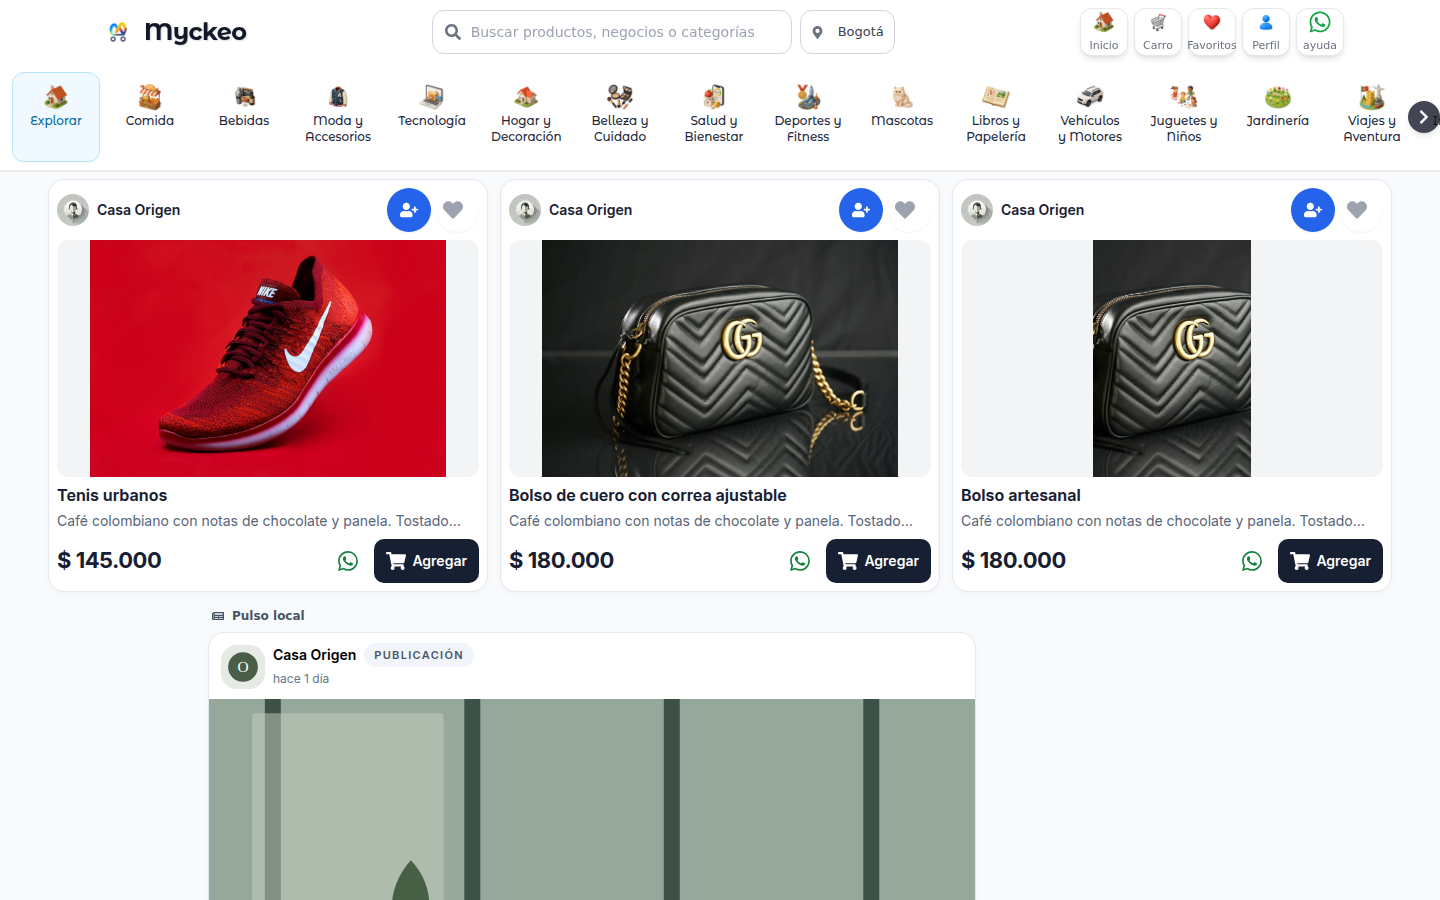 Myckeo
Buscar productos, negocios o categorías
Bogotá
Inicio
Carro
Favoritos
Perfil
ayuda
Explorar
Comida
Bebidas
Moda y
Accesorios
Tecnología
Hogar y
Decoración
Belleza y
Cuidado
Salud y
Bienestar
Deportes y
Fitness
Mascotas
Libros y
Papelería
Vehículos
y Motores
Juguetes y
Niños
Jardinería
Viajes y
Aventura
Casa Origen
NIKE
Tenis urbanos
Café colombiano con notas de chocolate y panela. Tostado...
$ 145.000
Agregar
Casa Origen
GG
Bolso de cuero con correa ajustable
Café colombiano con notas de chocolate y panela. Tostado...
$ 180.000
Agregar
Casa Origen
GG
Bolso artesanal
Café colombiano con notas de chocolate y panela. Tostado...
$ 180.000
Agregar
Pulso local
O
Casa Origen PUBLICACIÓN
hace 1 día